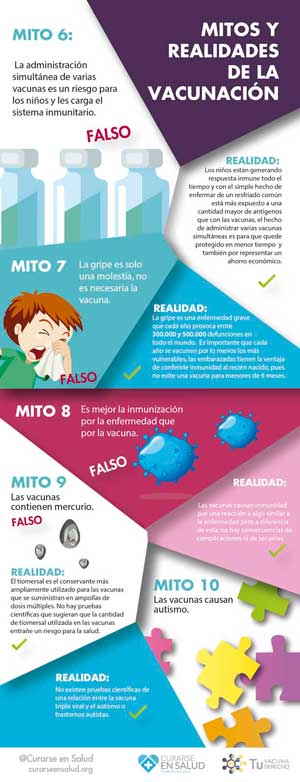 MITO 6:
La administración
simultánea de varias
vacunas es un riesgo para
los niños y les carga el
sistema inmunitario.
FALSO
MITOS Y
REALIDADES
DE LA
VACUNACIÓN
REALIDAD:
Los niños están generando
respuesta inmune todo el
tiempo y con el simple hecho de
enfermar de un resfriado común
está más expuesto a una
cantidad mayor de antígenos
que con las vacunas, el hecho
de administrar varias vacunas
simultáneas es para que quede
protegido en menor tiempo y
también por representar un
ahorro económico.
MITO 7
La gripe es solo
una molestia, no
es necesaria la
vacuna.
FALSO
REALIDAD:
La gripe es una enfermedad grave
que cada año provoca entre
300.000 y 500.000 defunciones en
todo el mundo. Es importante que cada
año se vacunen por lo menos los más
vulnerables, las embarazadas tienen la ventaja
de conferirle inmunidad al recién nacido, pues
no exite una vacuna para menores de 6 meses.
MITO 8
Es mejor la inmunización
por la enfermedad que
por la vacuna.
FALSO
REALIDAD:
Las vacunas causan inmunidad
por una reacción a algo similar a
la enfermedad pero a diferencia de
esta; no hay consecuencias de
complicaciones ni de secuelas
MITO 9
Las vacunas
contienen mercurio.
FALSO
REALIDAD:
El tiomersal es el conservante más
ampliamente utilizado para las vacunas
que se suministran en ampollas de
dosis múltiples. No hay pruebas
científicas que sugieran que la cantidad
de tiomersal utilizada en las vacunas
entrañe un riesgo para la salud.
MITO 10
Las vacunas causan
autismo.
REALIDAD:
No existen pruebas científicas de
una relación entre la vacuna
triple viral y el autismo o
trastornos autistas.
@Curarse en Salud
curarseensalud.org
CURARSE
EN SALUD
Tu VACUNA
DERECHO